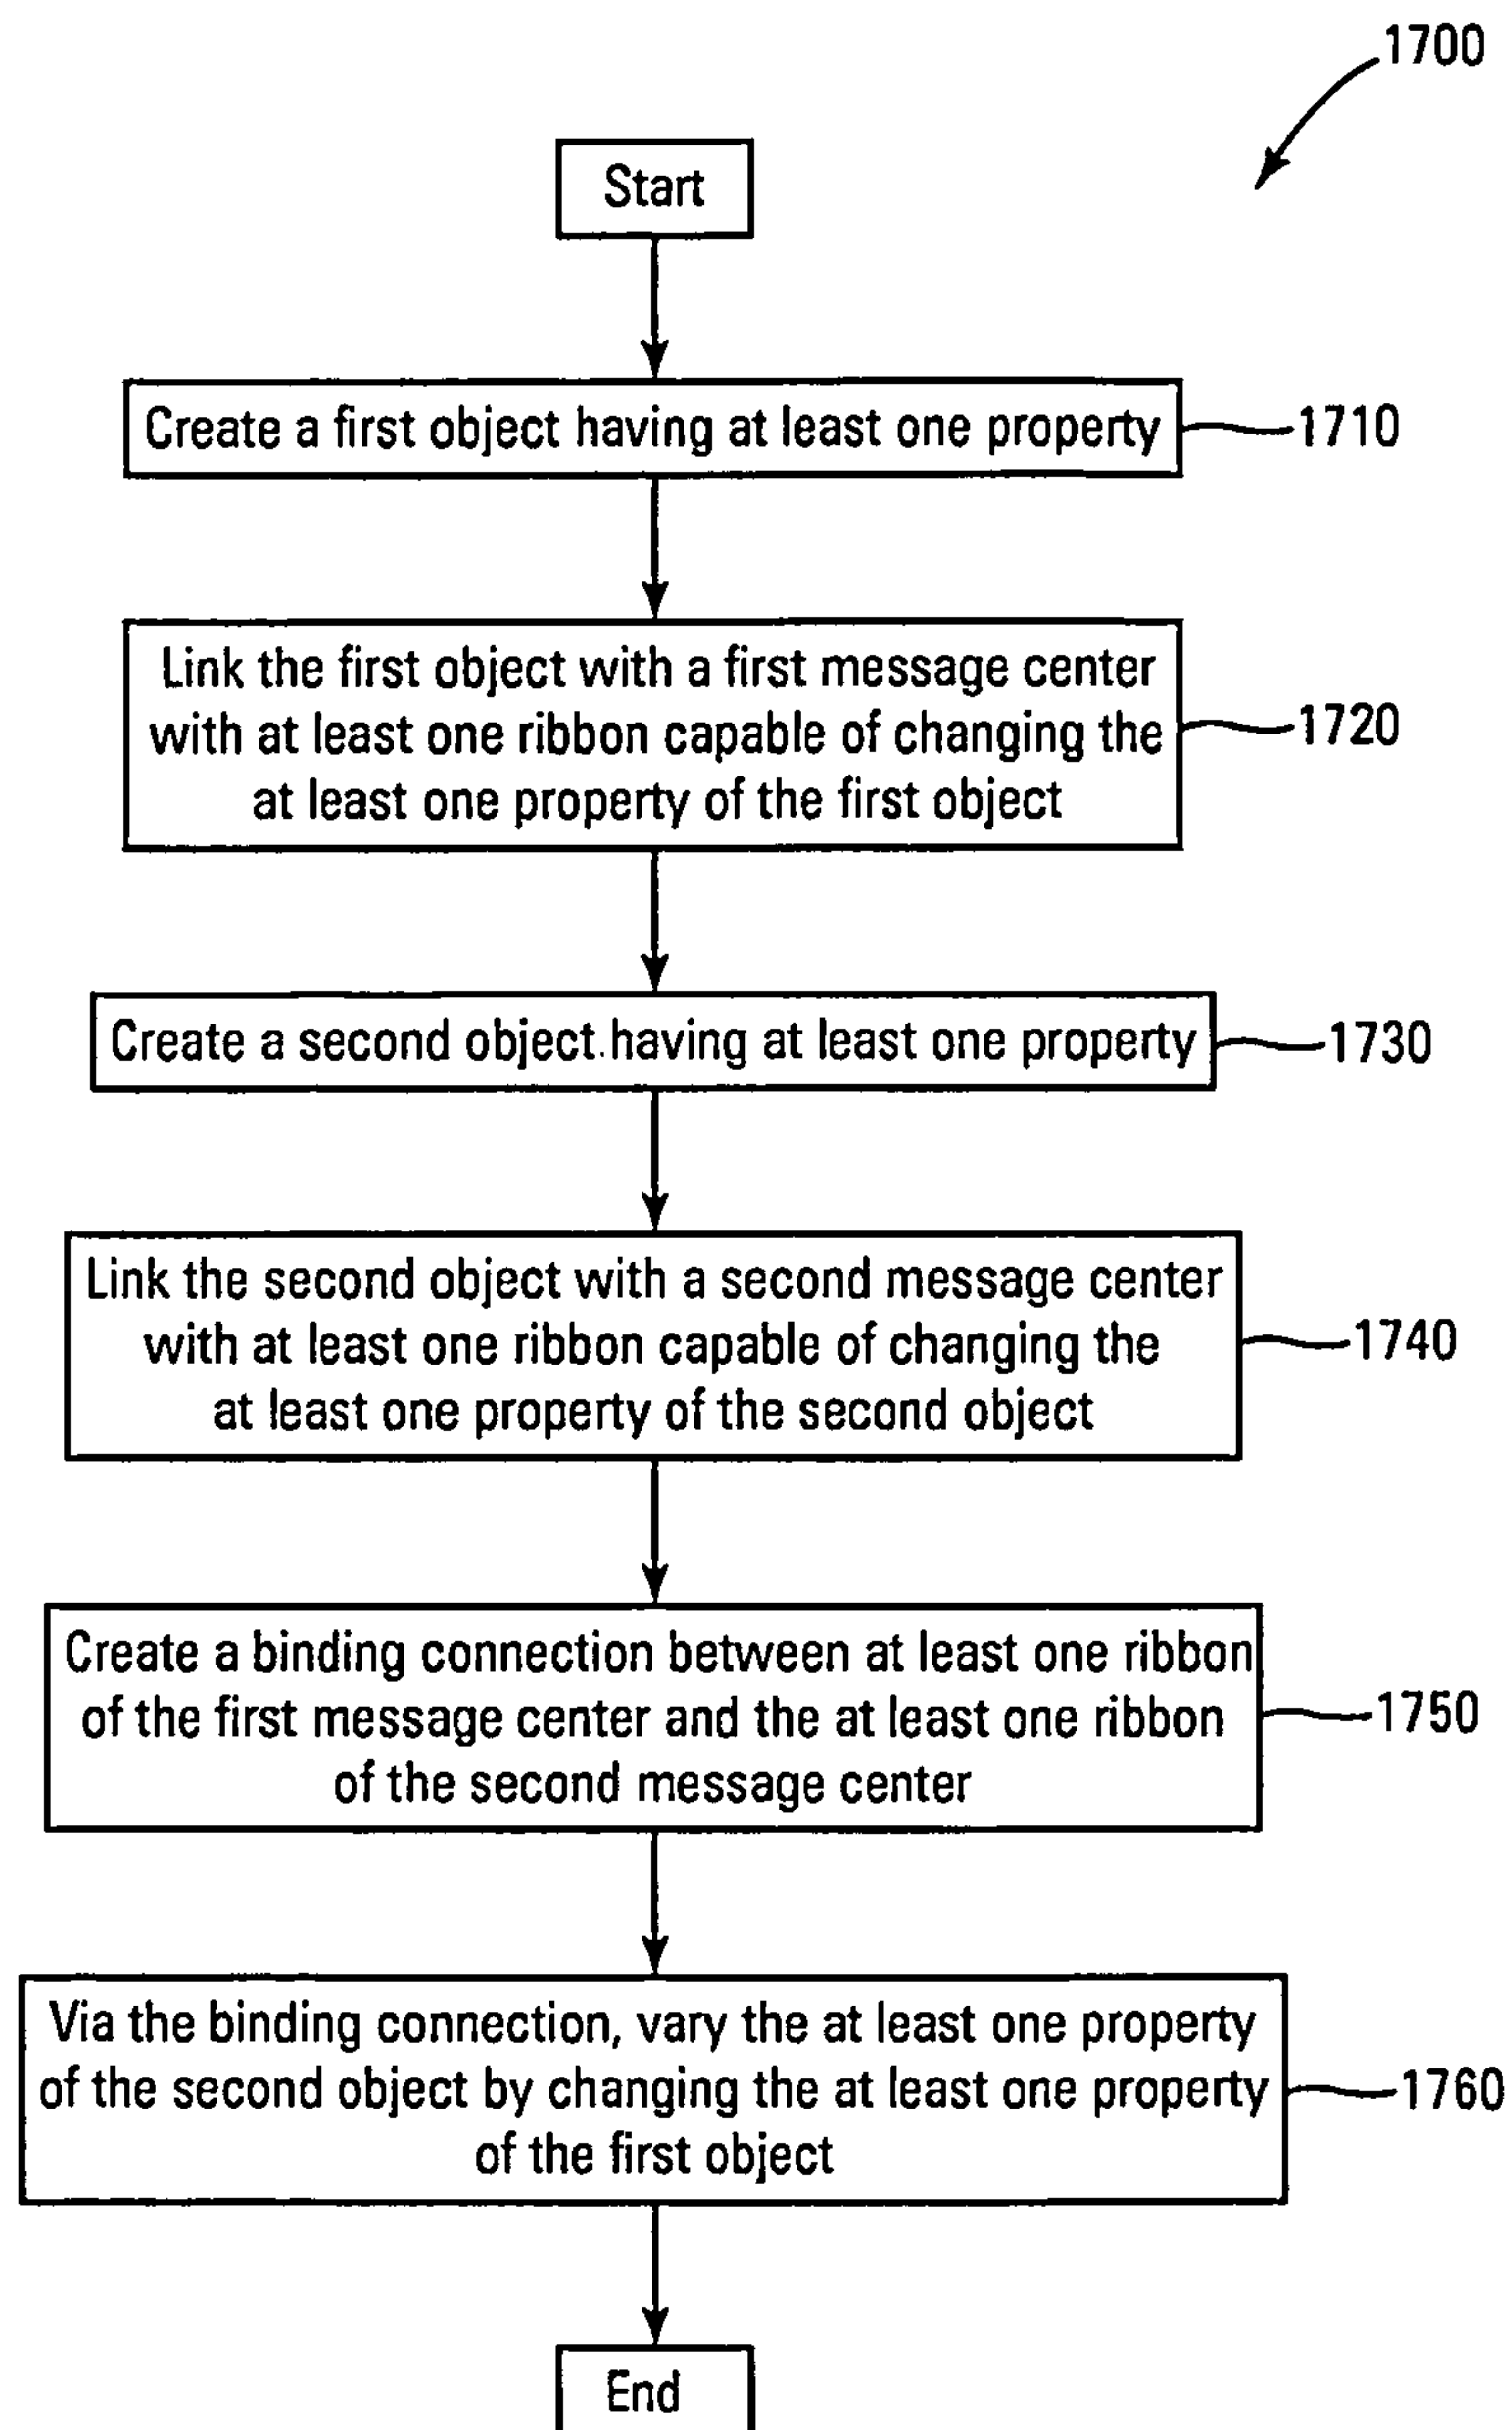 1700
Start
Create a first object having at least one property
1710
Link the first object with a first message center
with at least one ribbon capable of changing the
at least one property of the first object
1720
Create a second object.having at least one property
1730
Link the second object with a second message center
with at least one ribbon capable of changing the
at least one property of the second object
1740
Create a binding connection between at least one ribbon
of the first message center and the at least one ribbon
of the second message center
1750
Via the binding connection, vary the at least one property
of the second object by changing the at least one property
of the first object
1760
End